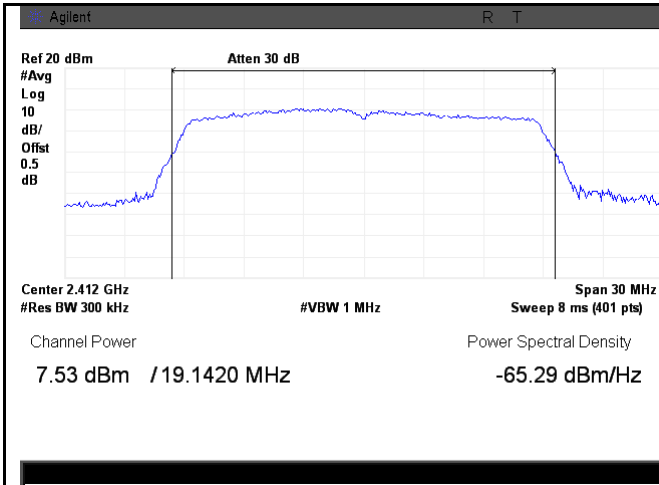 Agilent R T
Ref 20 dBm Atten 30 dB
#Avg
Log
10
dB/
Offst
0.5
dB
Center 2.412 GHz Span 30 MHz
#Res BW 300 kHz #VBW 1 MHz Sweep 8 ms (401 pts)
Channel Power Power Spectral Density
7.53 dBm / 19.1420 MHz -65.29 dBm/Hz